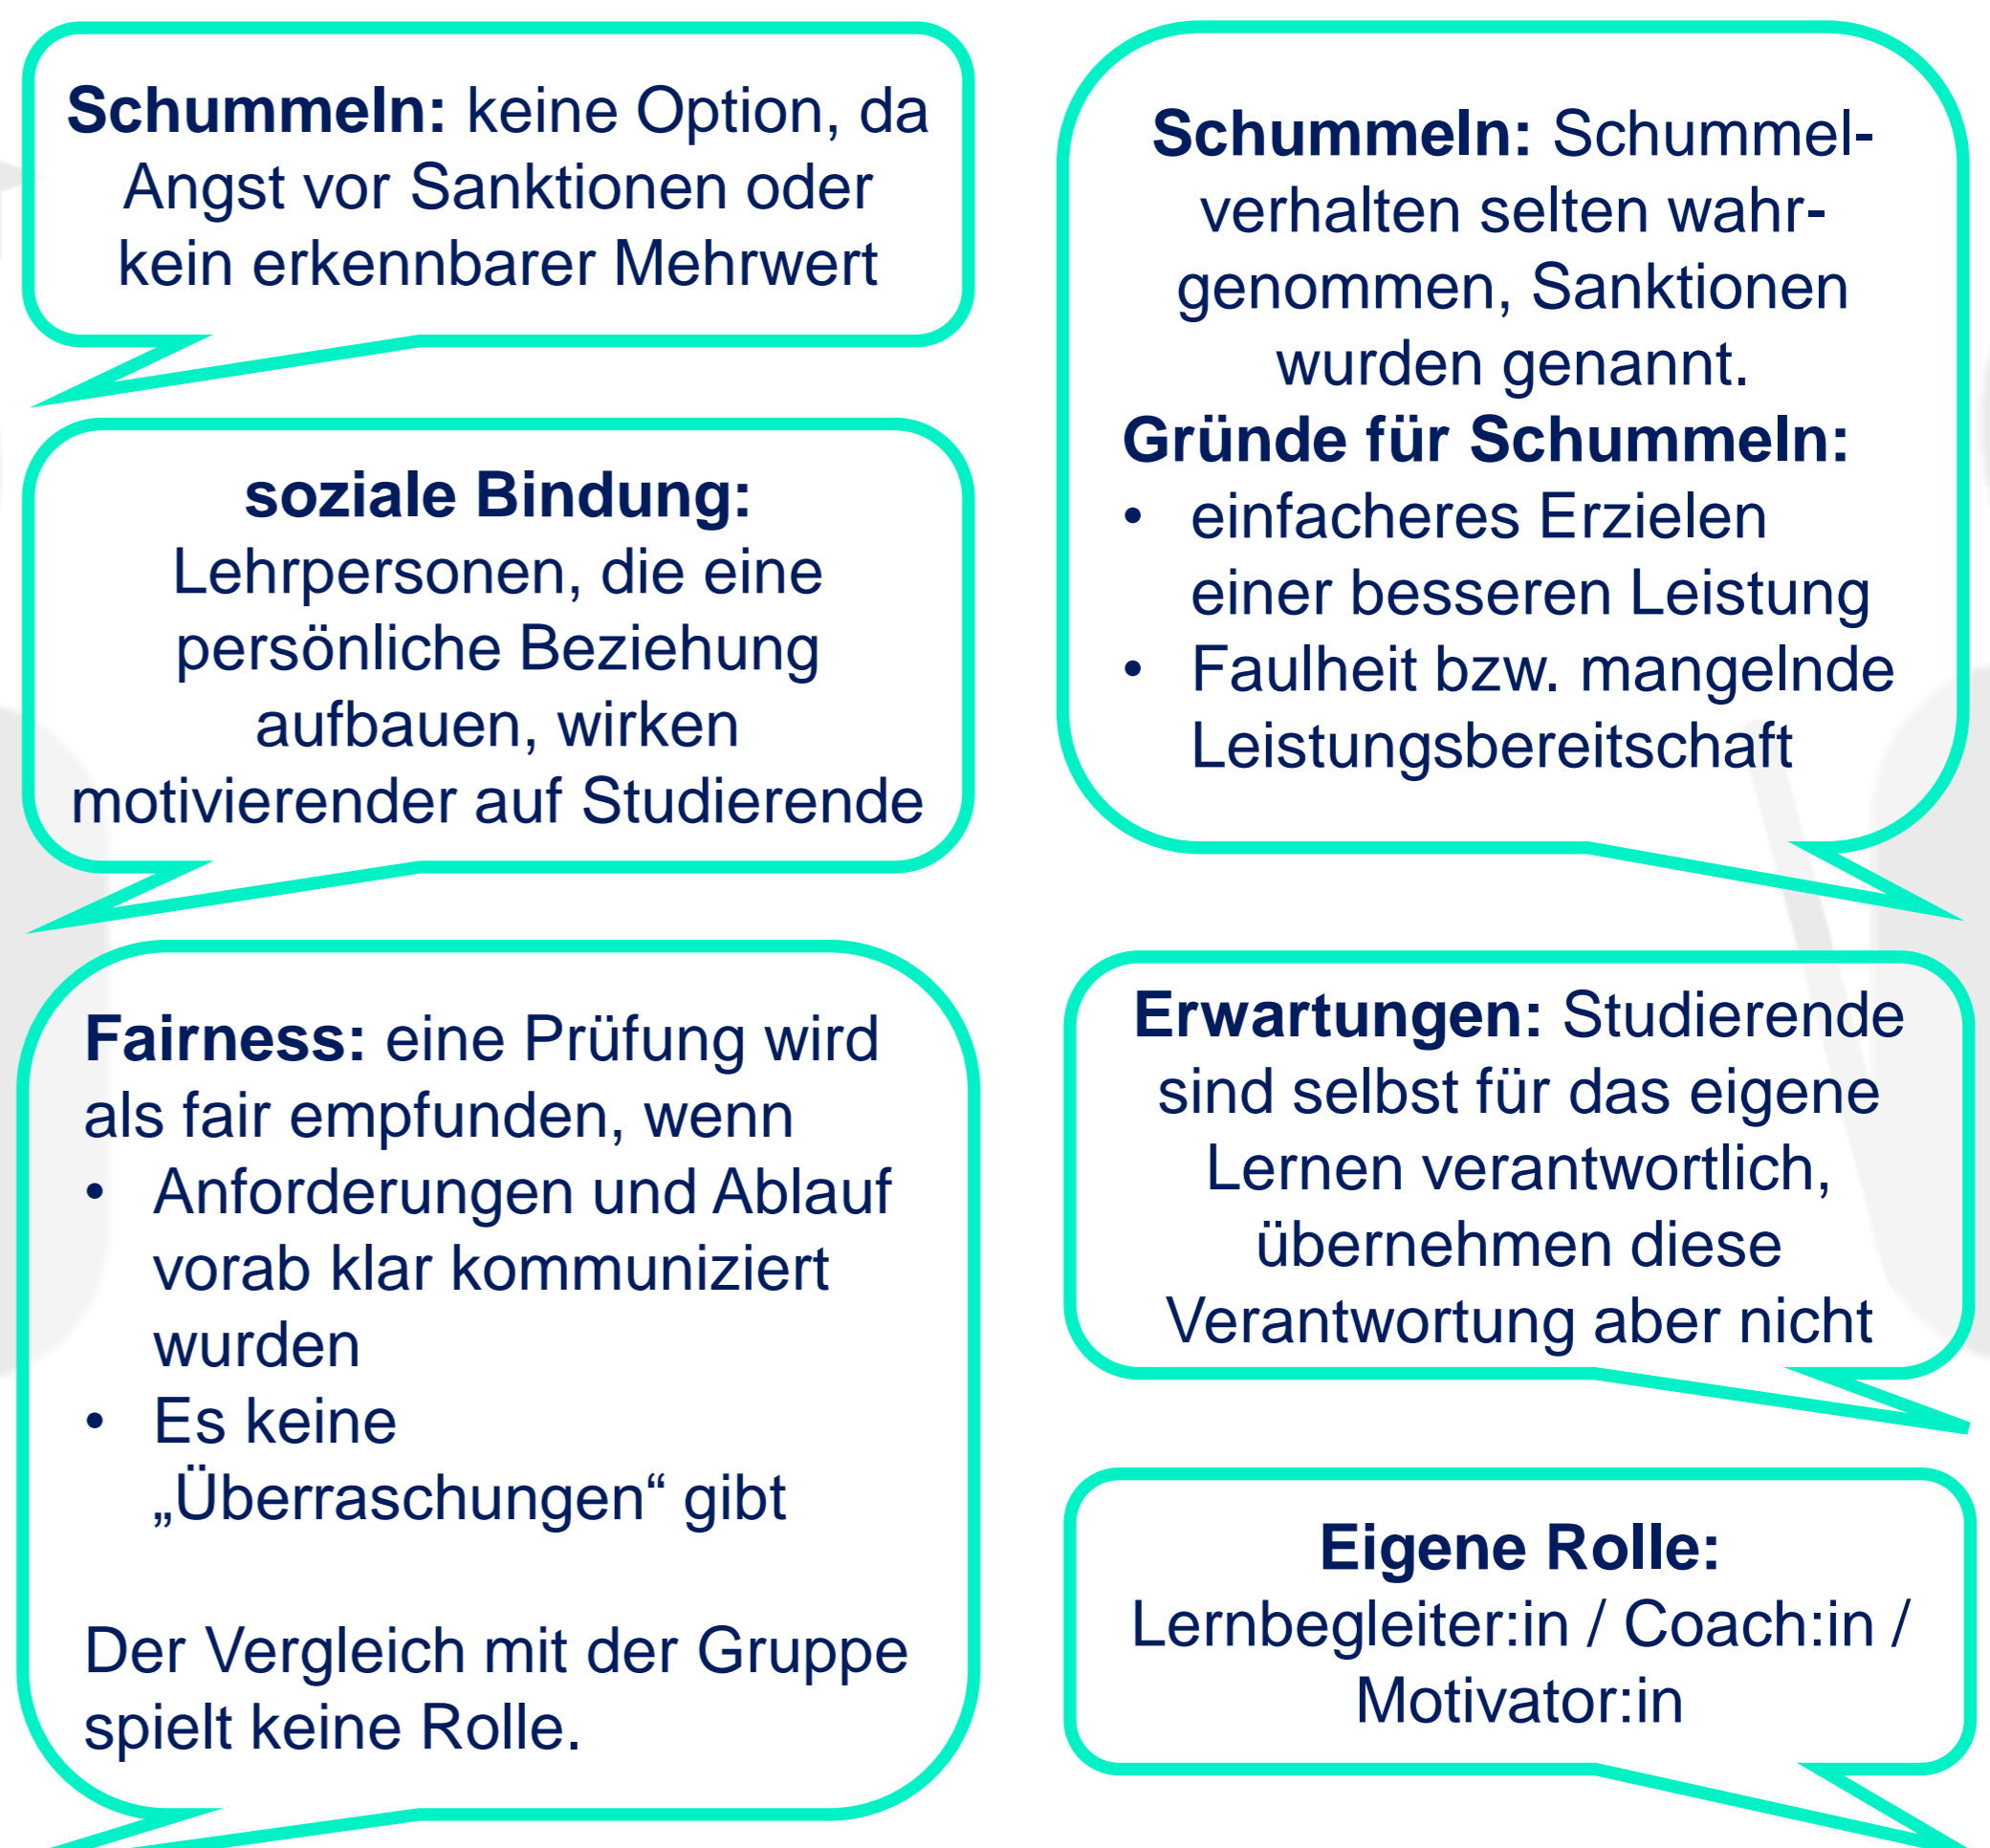 Schummeln: keine Option, da
Angst vor Sanktionen oder
kein erkennbarer Mehrwert
soziale Bindung:
Lehrpersonen, die eine
persönliche Beziehung
aufbauen, wirken
motivierender auf Studierende
Fairness: eine Prüfung wird
als fair empfunden, wenn
• Anforderungen und Ablauf
vorab klar kommuniziert
wurden
• Es keine
„Überraschungen“ gibt
Der Vergleich mit der Gruppe
spielt keine Rolle.
Schummeln: Schummel-
verhalten selten wahr-
genommen, Sanktionen
wurden genannt.
Gründe für Schummeln:
• einfacheres Erzielen
einer besseren Leistung
• Faulheit bzw. mangelnde
Leistungsbereitschaft
Erwartungen: Studierende
sind selbst für das eigene
Lernen verantwortlich,
übernehmen diese
Verantwortung aber nicht
Eigene Rolle:
Lernbegleiter:in / Coach:in /
Motivator:in